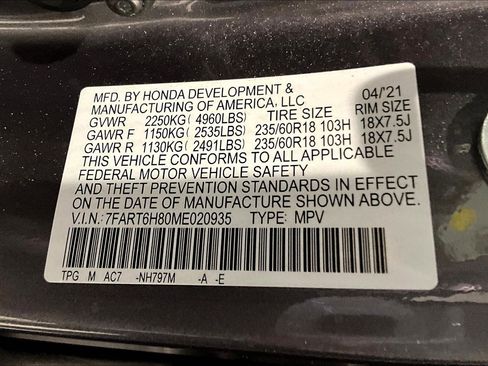 MFD. BY HONDA DEVELOPMENT & 04/'21
MANUFACTURING OF AMERICA, LLC
GVWR 2250KG( 4960LBS) TIRE SIZE RIM SIZE
GAWR F 1150KG( 2535LBS) 235/60R18 103H 18X7.5J
GAWR R 1130KG( 2491LBS) 235/60R18 103H 18X7.5J
THIS VEHICLE CONFORMS TO ALL APPLICABLE
FEDERAL MOTOR VEHICLE SAFETY
AND THEFT PREVENTION STANDARDS IN EFFECT
ON THE DATE OF MANUFACTURE SHOWN ABOVE.
V.I.N.: 7FART6H80ME020935 TYPE: MPV
TPG M AC7 -NH797M -A -E